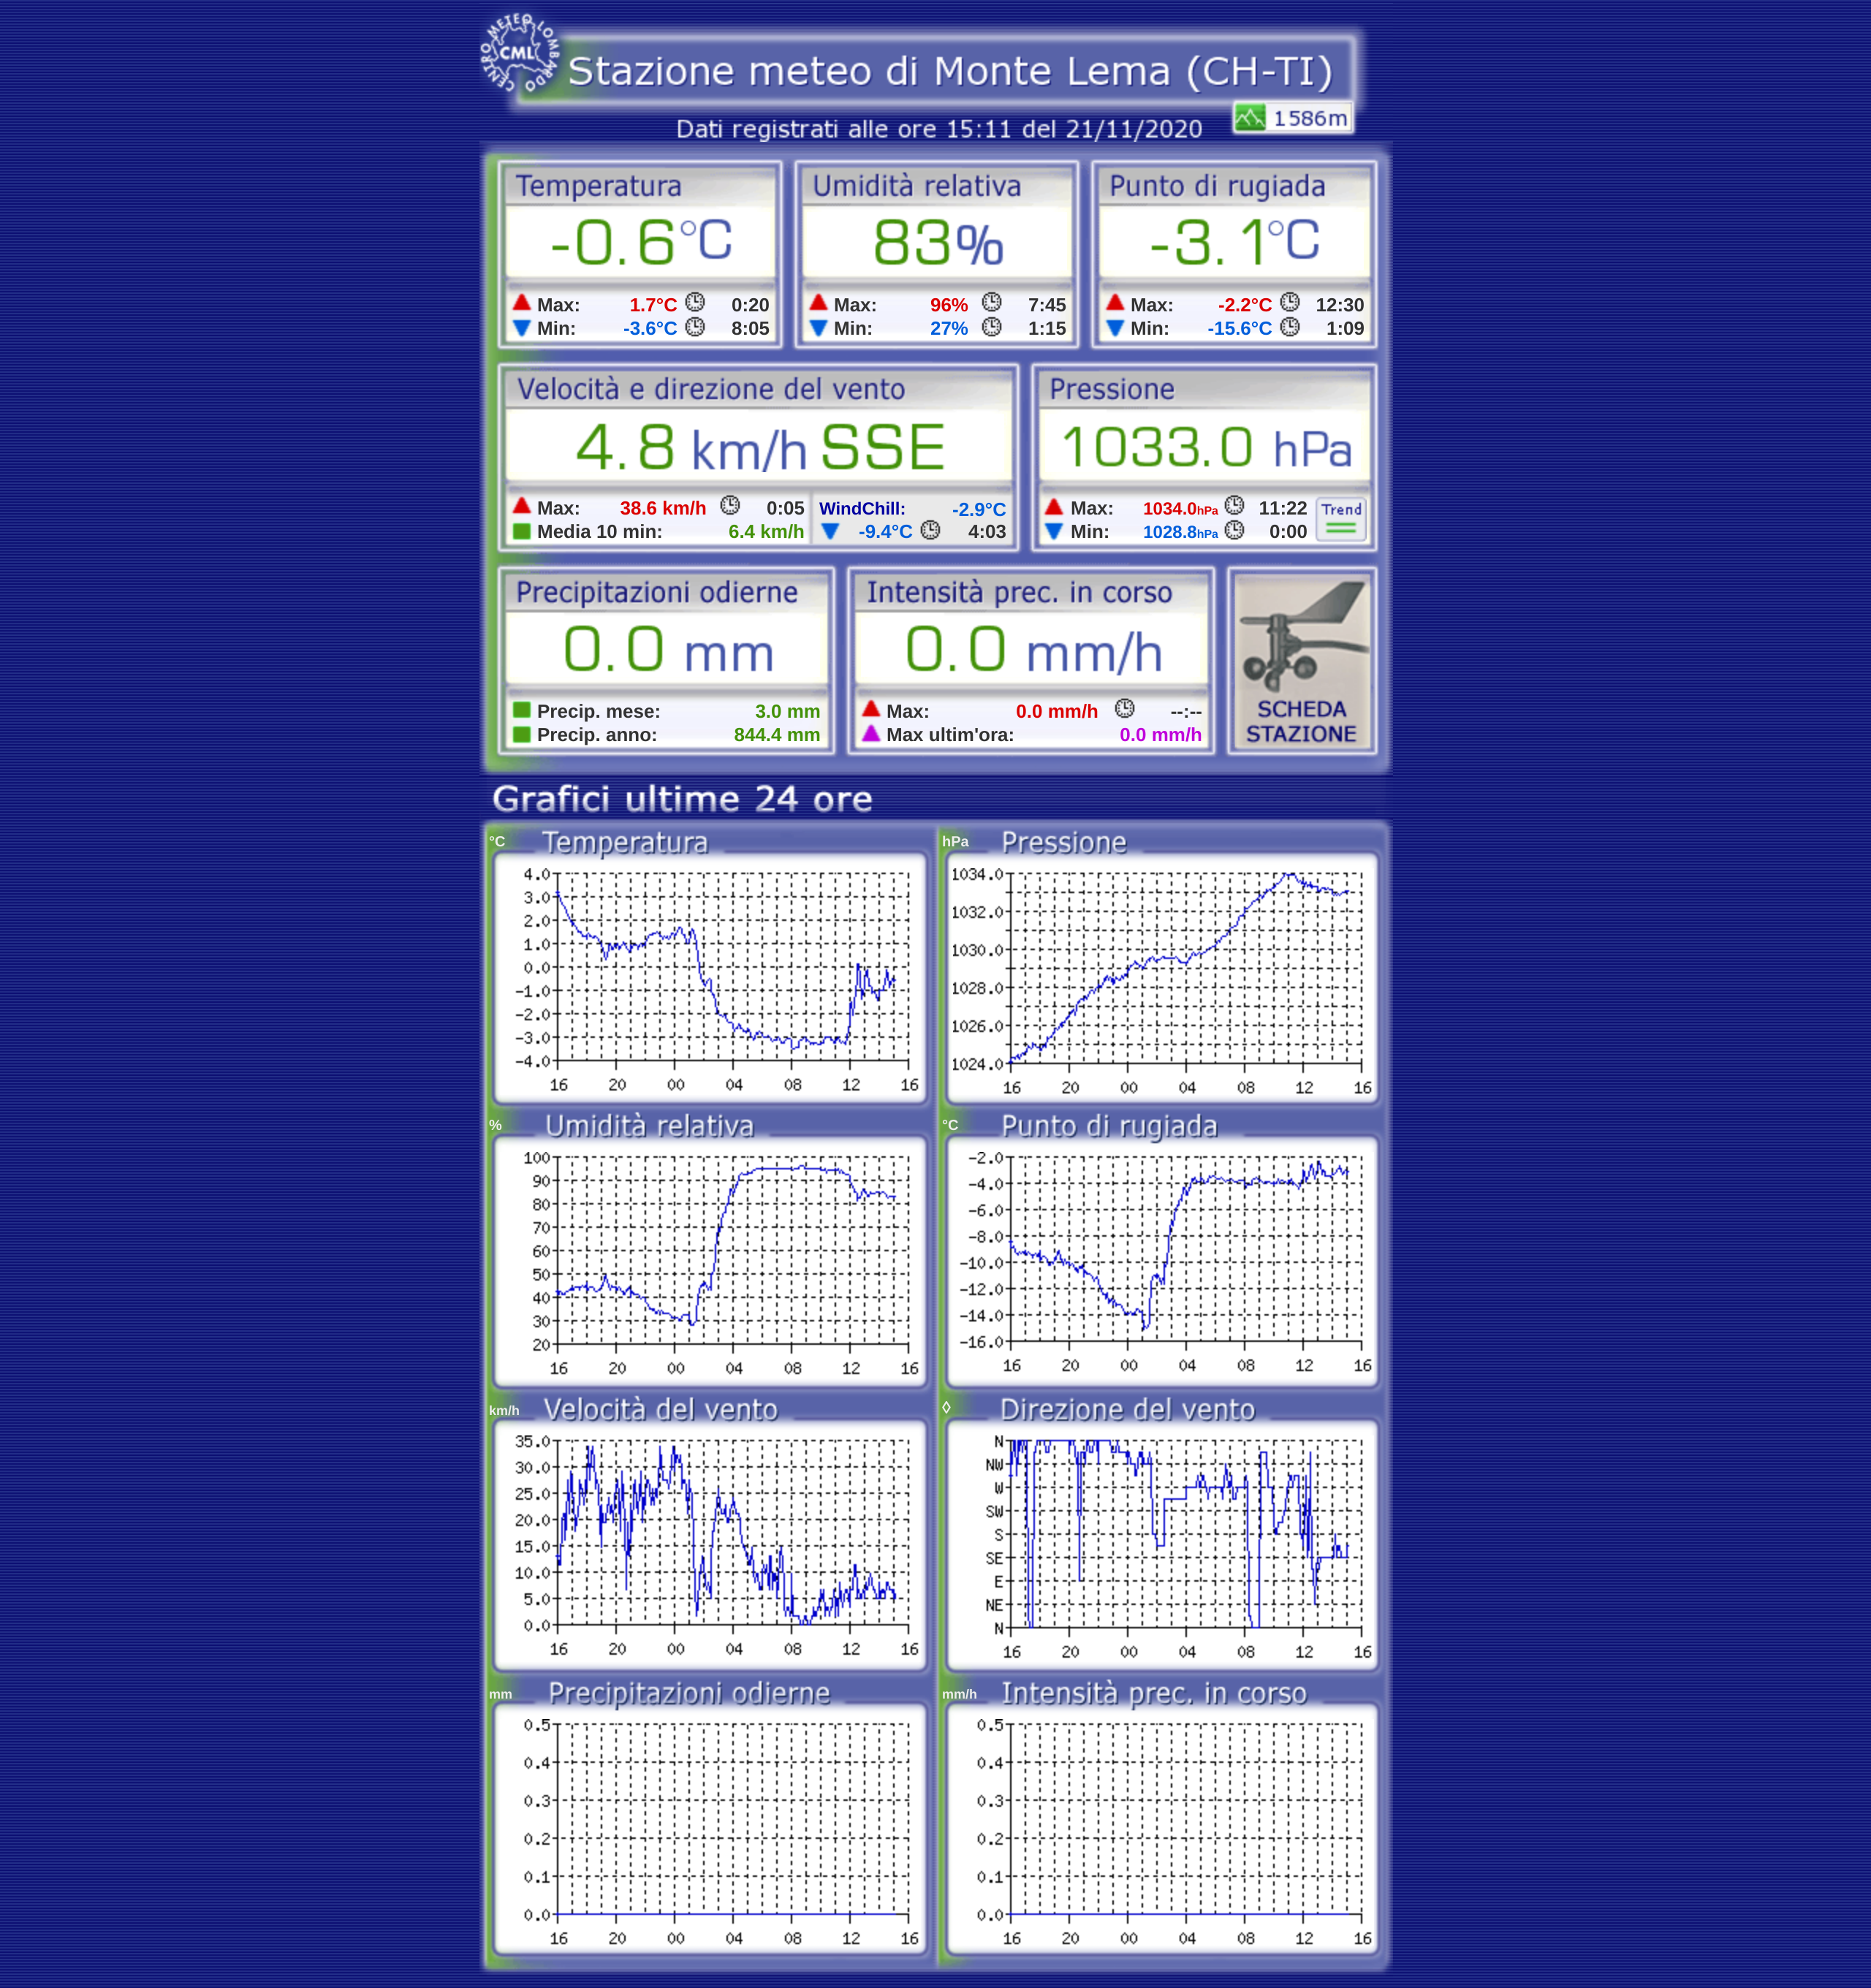 CENTRO METEO LOMBARDO
CML
Stazione meteo di Monte Lema (CH-TI)
1586m
Dati registrati alle ore 15:11 del 21/11/2020
Temperatura Umidità relativa Punto di rugiada
-0.6°C 83% -3.1°C
Max: 1.7°C 0:20 Max: 96% 7:45 Max: -2.2°C 12:30
Min: -3.6°C 8:05 Min: 27% 1:15 Min: -15.6°C 1:09
Velocità e direzione del vento Pressione
4.8 km/h SSE 1033.0 hPa
Max: 38.6 km/h 0:05 WindChill: -2.9°C Max: 1034.0hPa 11:22 Trend
Media 10 min: 6.4 km/h -9.4°C 4:03 Min: 1028.8hPa 0:00
Precipitazioni odierne Intensità prec. in corso
0.0 mm 0.0 mm/h
Precip. mese: 3.0 mm Max: 0.0 mm/h --:-- SCHEDA
Precip. anno: 844.4 mm Max ultim'ora: 0.0 mm/h STAZIONE
Grafici ultime 24 ore
°C Temperatura
4.0
3.0
2.0
1.0
0.0
-1.0
-2.0
-3.0
-4.0
16 20 00 04 08 12 16
hPa Pressione
1034.0
1032.0
1030.0
1028.0
1026.0
1024.0
16 20 00 04 08 12 16
% Umidità relativa
100
90
80
70
60
50
40
30
20
16 20 00 04 08 12 16
°C Punto di rugiada
-2.0
-4.0
-6.0
-8.0
-10.0
-12.0
-14.0
-16.0
16 20 00 04 08 12 16
km/h Velocità del vento
35.0
30.0
25.0
20.0
15.0
10.0
5.0
0.0
16 20 00 04 08 12 16
◊ Direzione del vento
N
NW
W
SW
S
SE
E
NE
N
16 20 00 04 08 12 16
mm Precipitazioni odierne
0.5
0.4
0.3
0.2
0.1
0.0
16 20 00 04 08 12 16
mm/h Intensità prec. in corso
0.5
0.4
0.3
0.2
0.1
0.0
16 20 00 04 08 12 16